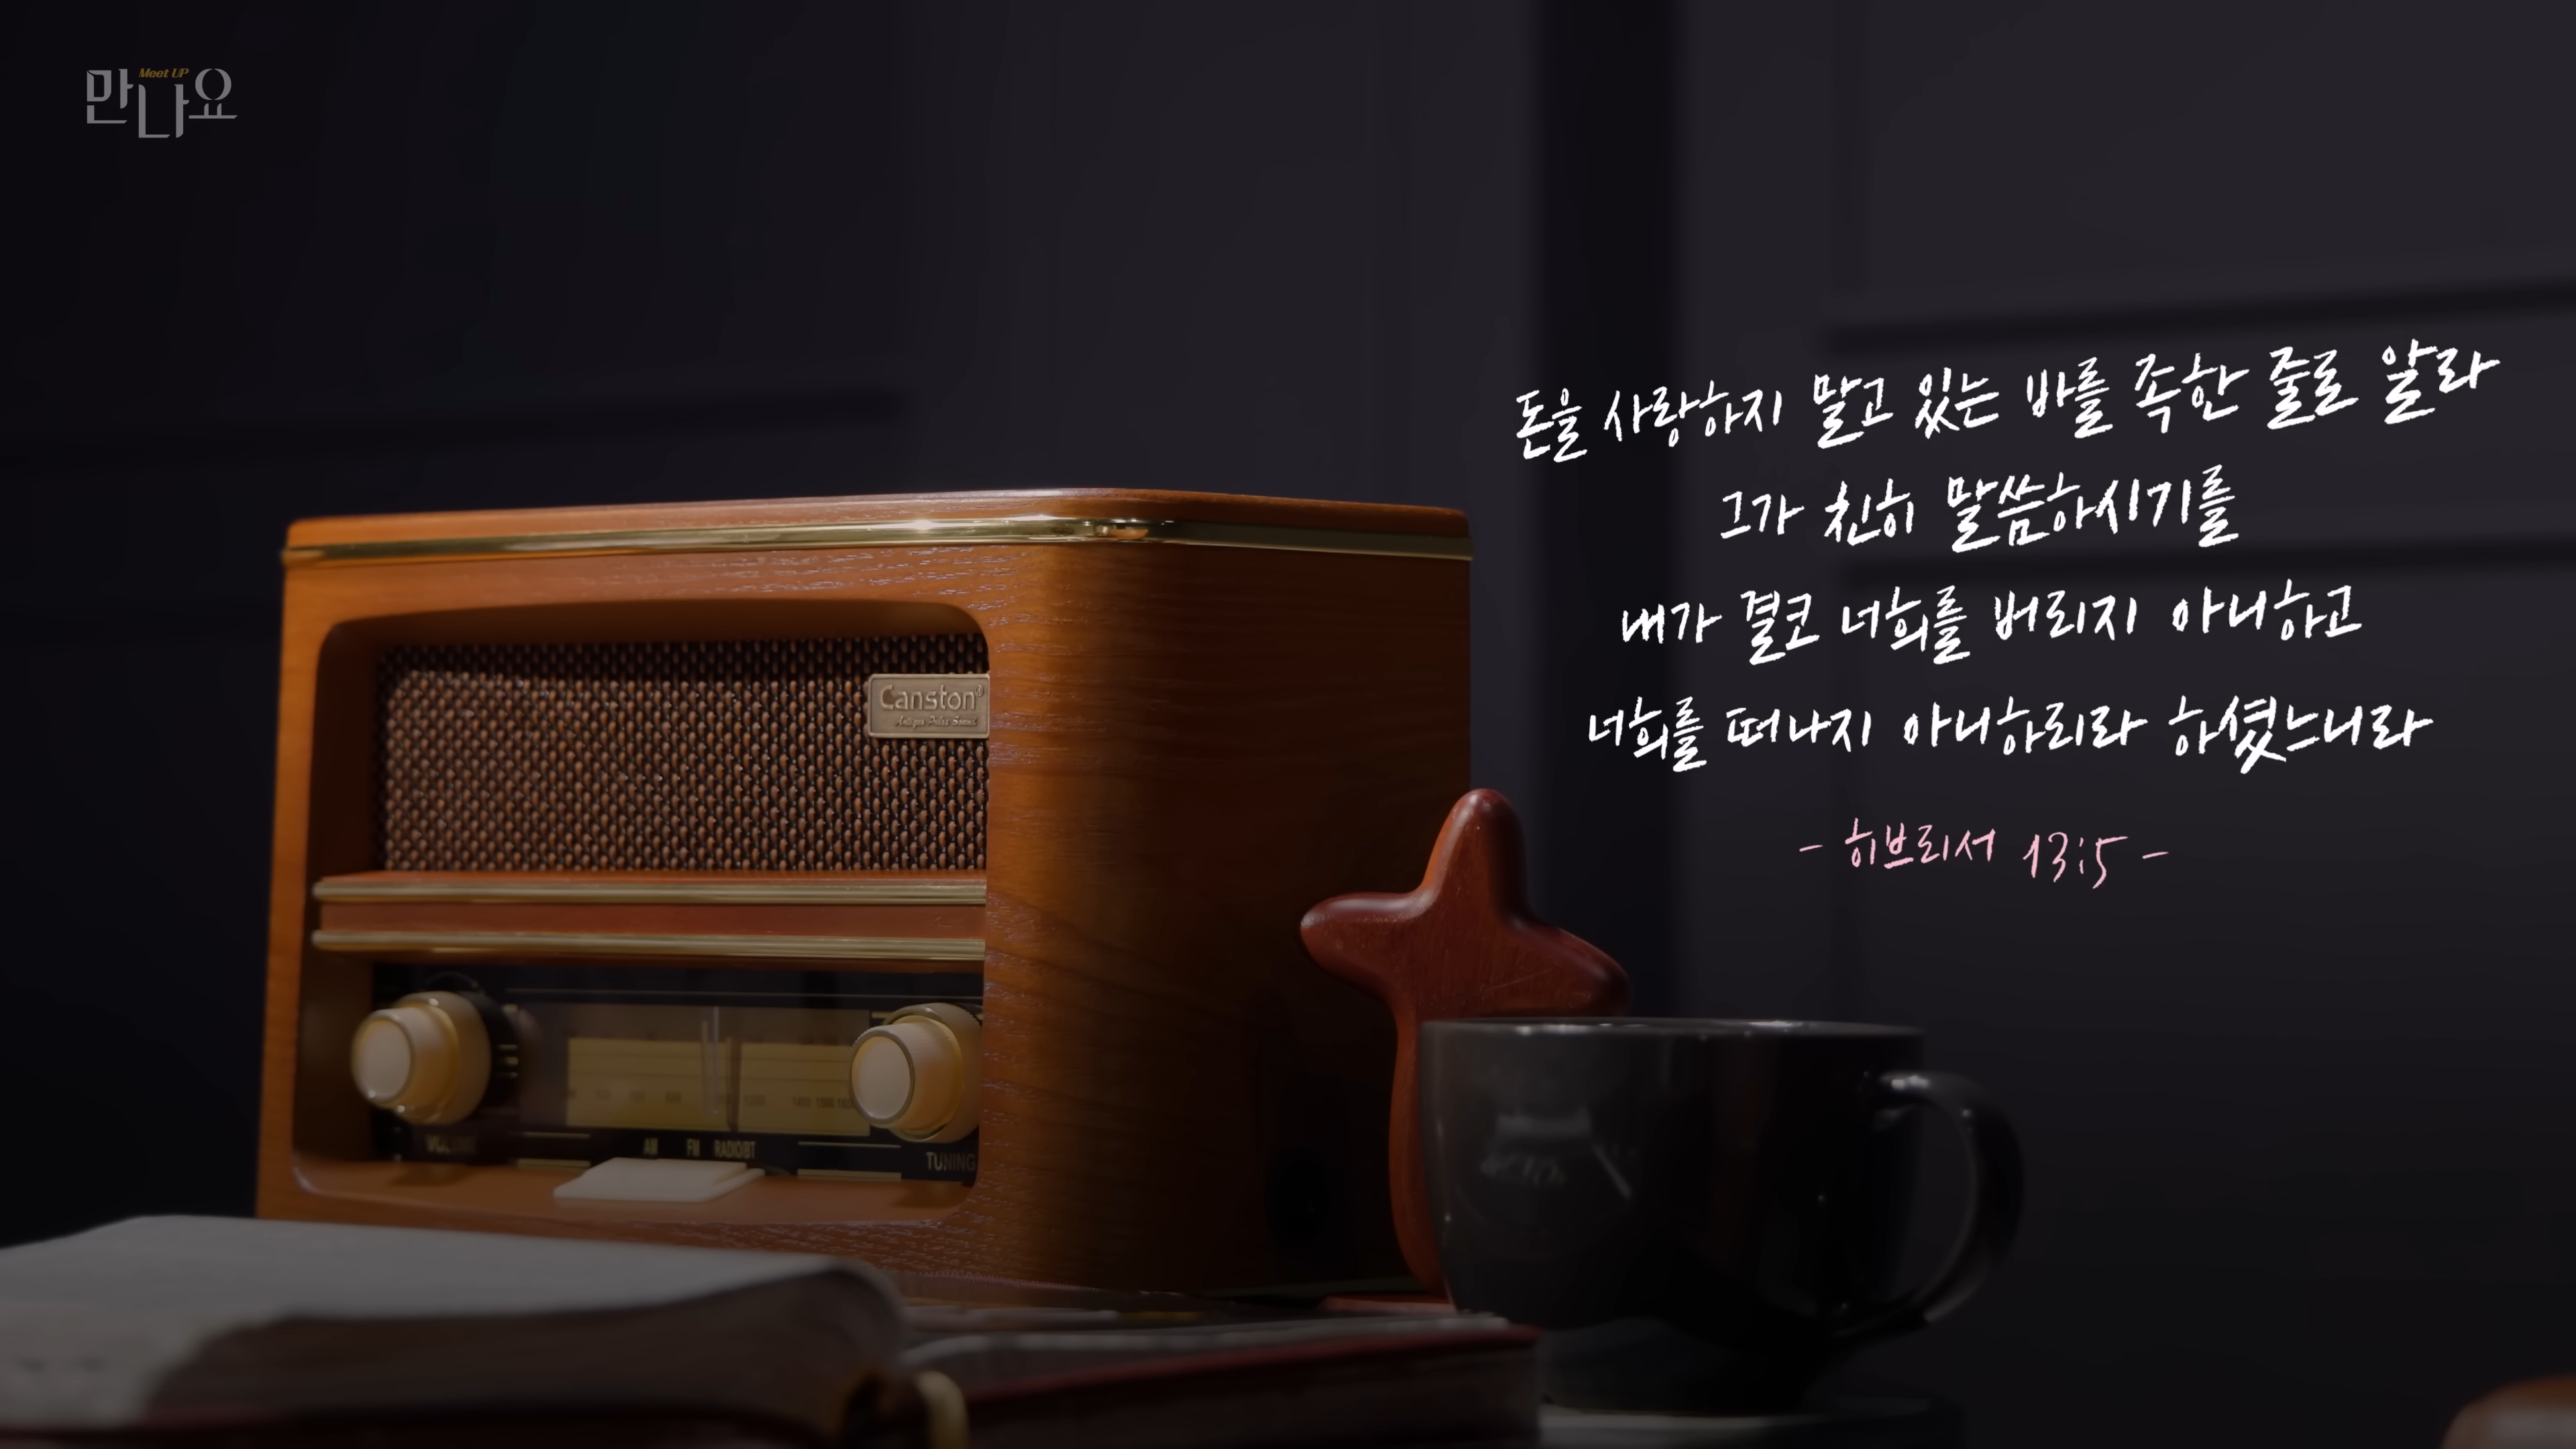 Meet UP
만나요
돈을 사랑하지 말고 있는 바를 족한 줄로 알라
그가 친히 말씀하시기를
내가 결코 너희를 버리지 아니하고
너희를 떠나지 아니하리라 하셨느니라
- 히브리서 13:5 -
Canston®
AM FM RADIO/BT
TUNING